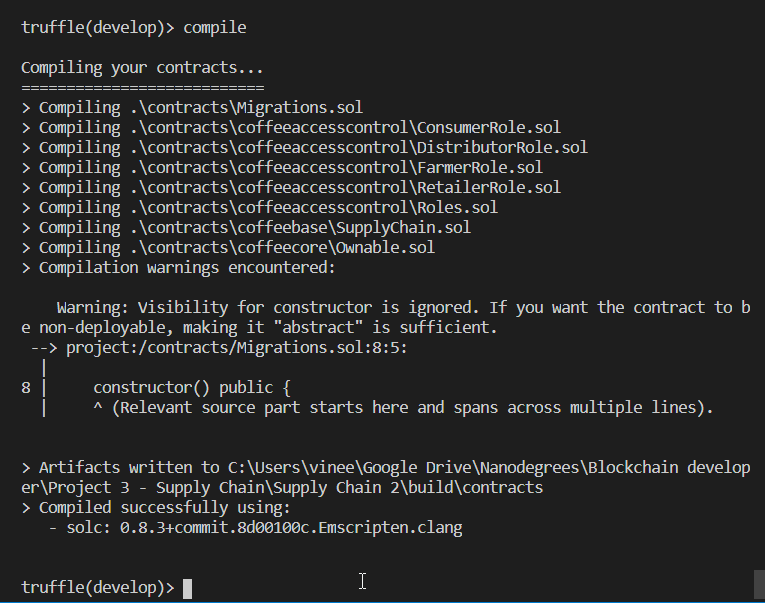 truffle(develop)> compile
Compiling your contracts...
===========================
> Compiling .\contracts\Migrations.sol
> Compiling .\contracts\coffeeaccesscontrol\ConsumerRole.sol
> Compiling .\contracts\coffeeaccesscontrol\DistributorRole.sol
> Compiling .\contracts\coffeeaccesscontrol\FarmerRole.sol
> Compiling .\contracts\coffeeaccesscontrol\RetailerRole.sol
> Compiling .\contracts\coffeeaccesscontrol\Roles.sol
> Compiling .\contracts\coffeebase\SupplyChain.sol
> Compiling .\contracts\coffeecore\Ownable.sol
> Compilation warnings encountered:
    Warning: Visibility for constructor is ignored. If you want the contract to b
e non-deployable, making it "abstract" is sufficient.
 --> project:/contracts/Migrations.sol:8:5:
  |
8 |     constructor() public {
  |     ^ (Relevant source part starts here and spans across multiple lines).
> Artifacts written to C:\Users\vinee\Google Drive\Nanodegrees\Blockchain develop
er\Project 3 - Supply Chain\Supply Chain 2\build\contracts
> Compiled successfully using:
   - solc: 0.8.3+commit.8d00100c.Emscripten.clang
truffle(develop)>